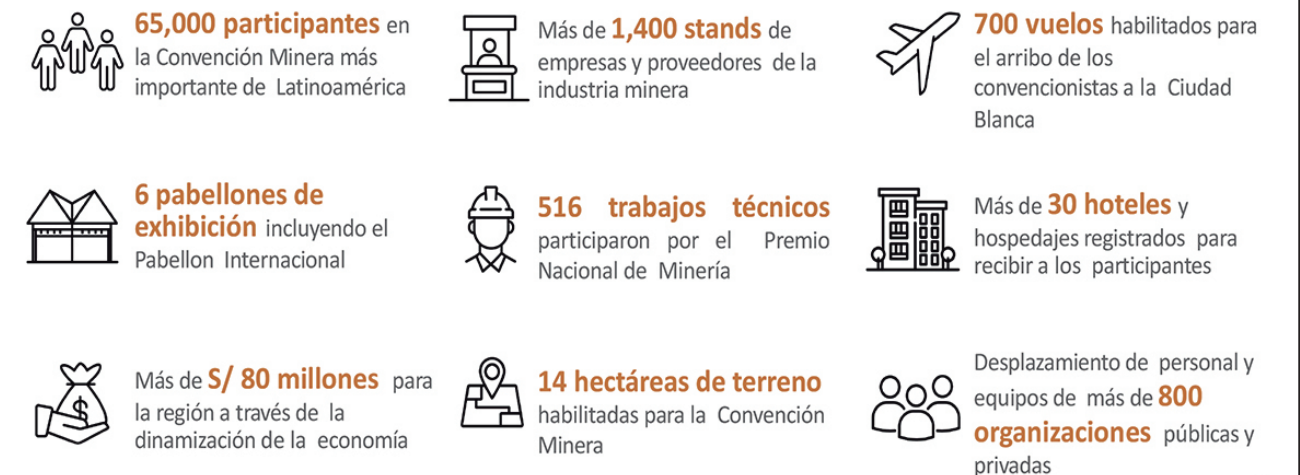 65,000 participantes en
la Convención Minera más
importante de Latinoamérica
Más de 1,400 stands de
empresas y proveedores de la
industria minera
700 vuelos habilitados para
el arribo de los
convencionistas a la Ciudad
Blanca
6 pabellones de
exhibición incluyendo el
Pabellon Internacional
516 trabajos técnicos
participaron por el Premio
Nacional de Minería
Más de 30 hoteles y
hospedajes registrados para
recibir a los participantes
Más de S/ 80 millones para
la región a través de la
dinamización de la economía
14 hectáreas de terreno
habilitadas para la Convención
Minera
Desplazamiento de personal y
equipos de más de 800
organizaciones públicas y
privadas